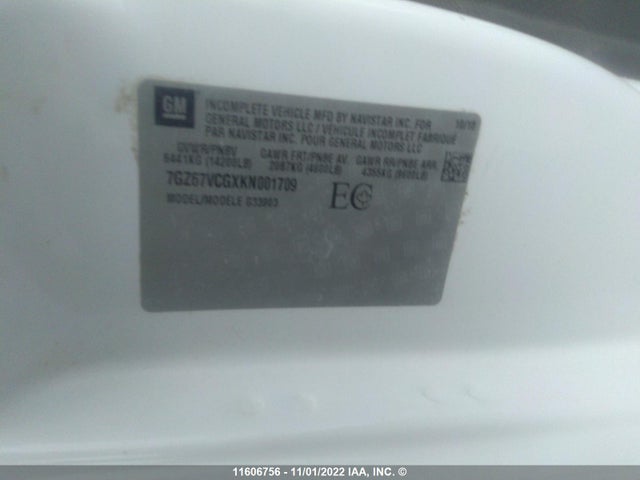 GM
INCOMPLETE VEHICLE MFD BY NAVISTAR INC. FOR 10/18
GENERAL MOTORS LLC / VEHICULE INCOMPLET FABRIQUE
PAR NAVISTAR INC. POUR GENERAL MOTORS LLC
GVWR/PNBV GAWR FRT/PNBE AV. GAWR RR/PNBE ARR.
6441KG (14200LB) 2087KG (4600LB) 4355KG (9600LB)
7GZ67VCGXKN001709
MODEL/MODELE G33903
EC
11606756 - 11/01/2022 IAA, INC. ©